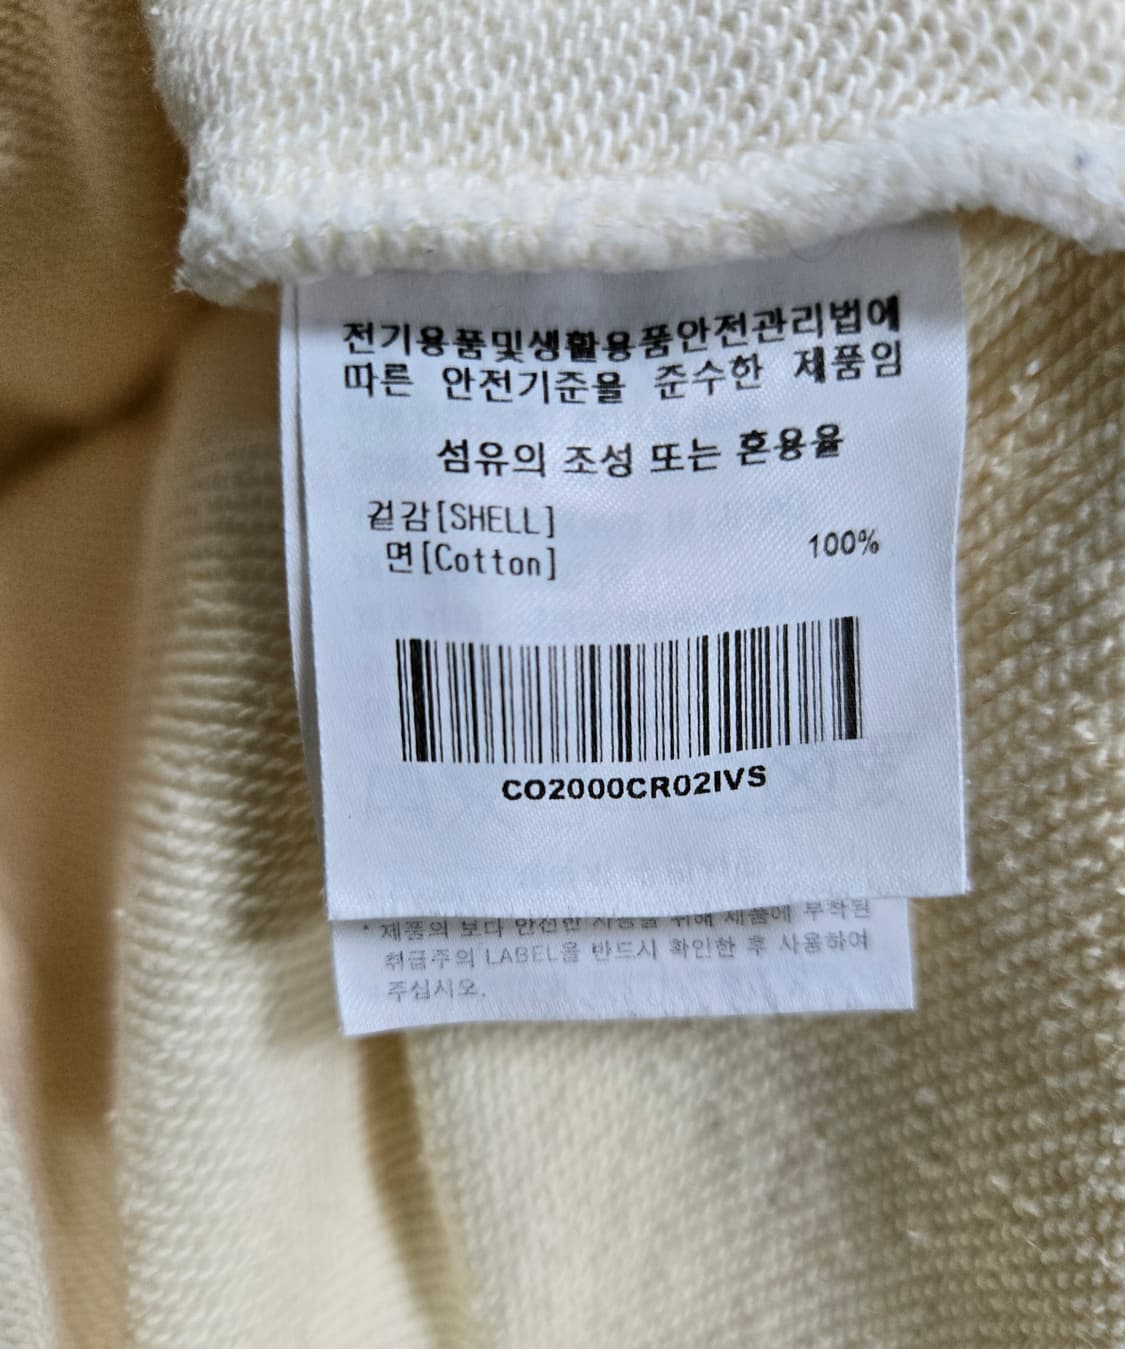 전기용품및생활용품안전관리법에
따른 안전기준을 준수한 제품임
섬유의 조성 또는 혼용율
겉감[SHELL]
면[Cotton] 100%
CO2000CR02IVS
* 제품의 보다 안전한 사용을 위해 제품에 부착된
취급주의 LABEL을 반드시 확인한 후 사용하여
주십시오.